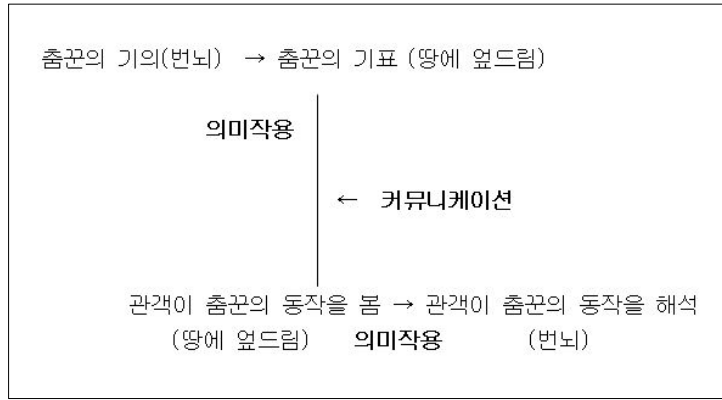 춤꾼의 기의(번뇌) → 춤꾼의 기표 (땅에 엎드림)
의미작용
← 커뮤니케이션
관객이 춤꾼의 동작을 봄 → 관객이 춤꾼의 동작을 해석
(땅에 엎드림) 의미작용 (번뇌)